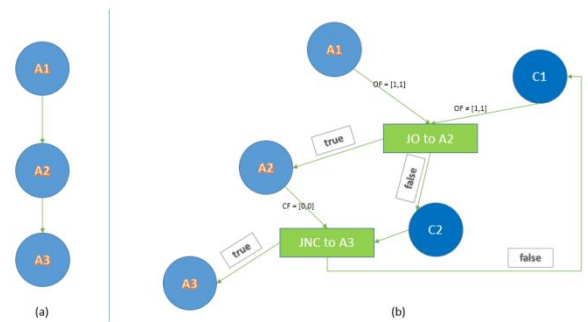 A1
A2
A3
(a)
A1
C1
OF = [1,1]
OF ≠ [1,1]
JO to A2
true
false
A2
CF = [0,0]
C2
JNC to A3
true
false
A3
(b)